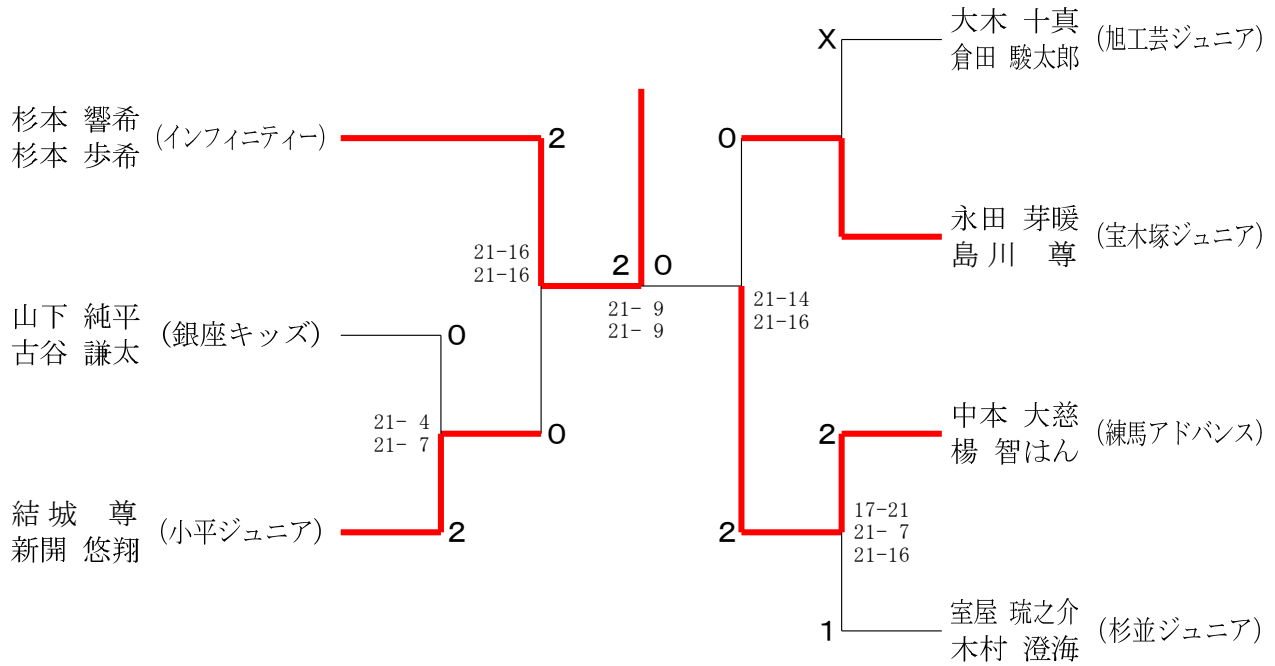 杉本 響希
杉本 歩希
(インフィニティー)
2
21-16
21-16
山下 純平
古谷 謙太
(銀座キッズ)
0
21- 4
21- 7
0
結城 尊
新開 悠翔
(小平ジュニア)
2
2 0
21- 9
21- 9
大木 十真
倉田 駿太郎
(旭工芸ジュニア)
X
0
永田 芽暖
島川 尊
(宝木塚ジュニア)
21-14
21-16
中本 大慈
楊 智はん
(練馬アドバンス)
2
17-21
21- 7
21-16
2
室屋 琉之介
木村 澄海
(杉並ジュニア)
1